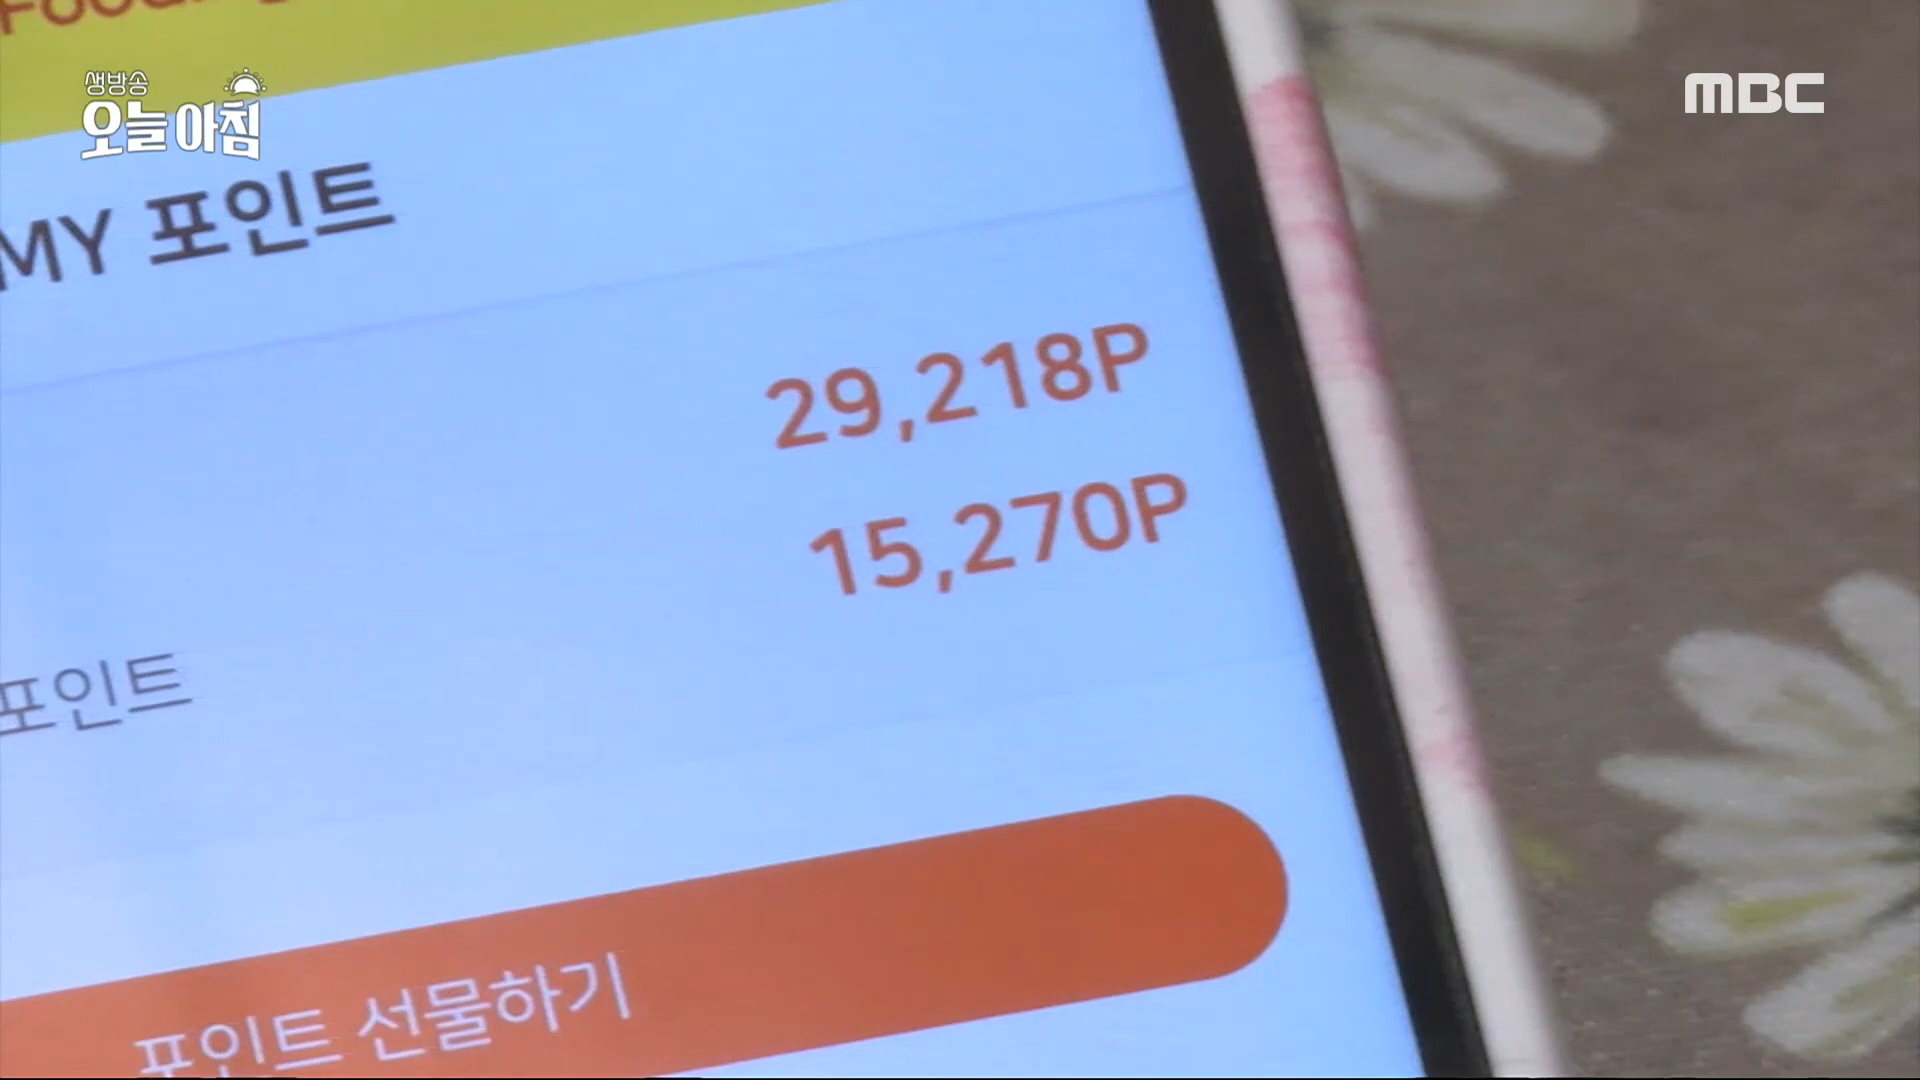 생방송
오늘 아침
MBC
MY 포인트
29,218P
15,270P
포인트
포인트 선물하기